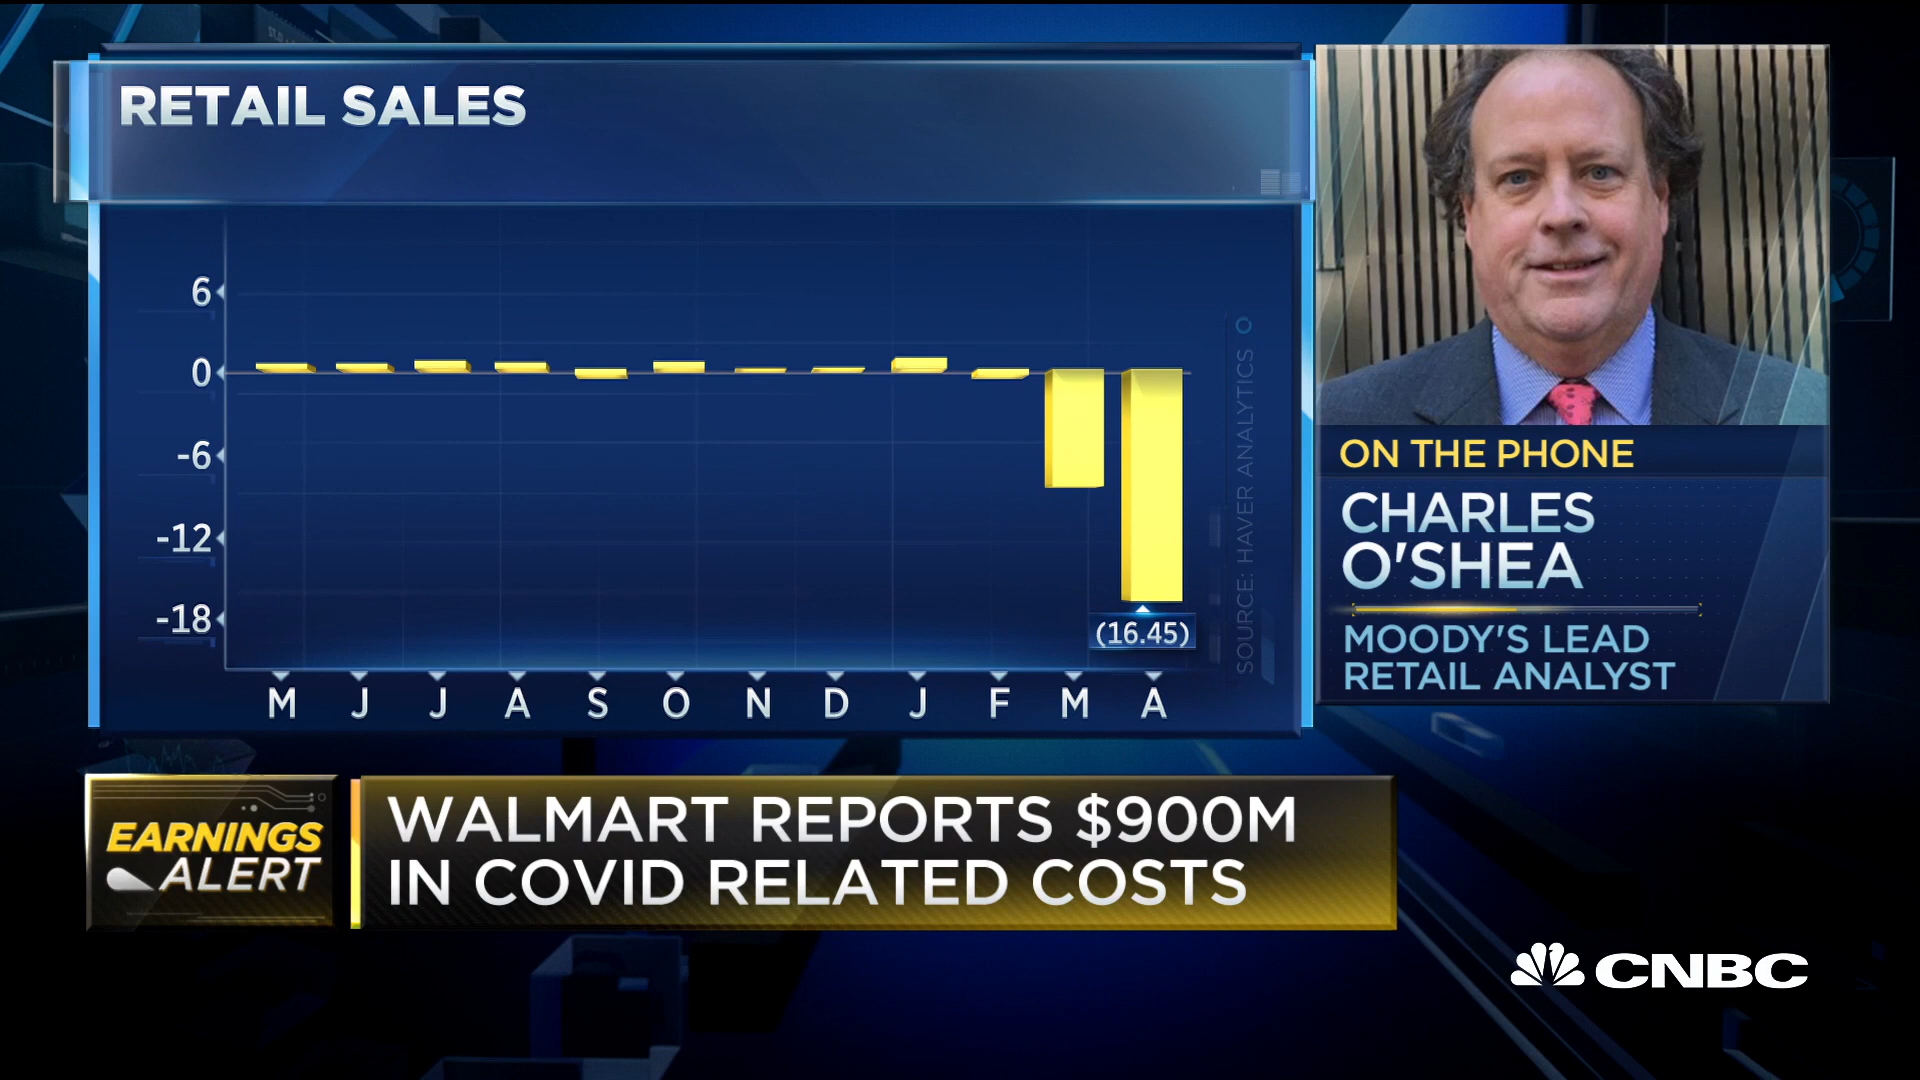 RETAIL SALES
6
0
-6
-12
-18
(16.45)
M J J A S O N D J F M A
SOURCE: HAVER ANALYTICS
ON THE PHONE
CHARLES
O'SHEA
MOODY'S LEAD
RETAIL ANALYST
EARNINGS
ALERT
WALMART REPORTS $900M
IN COVID RELATED COSTS
CNBC